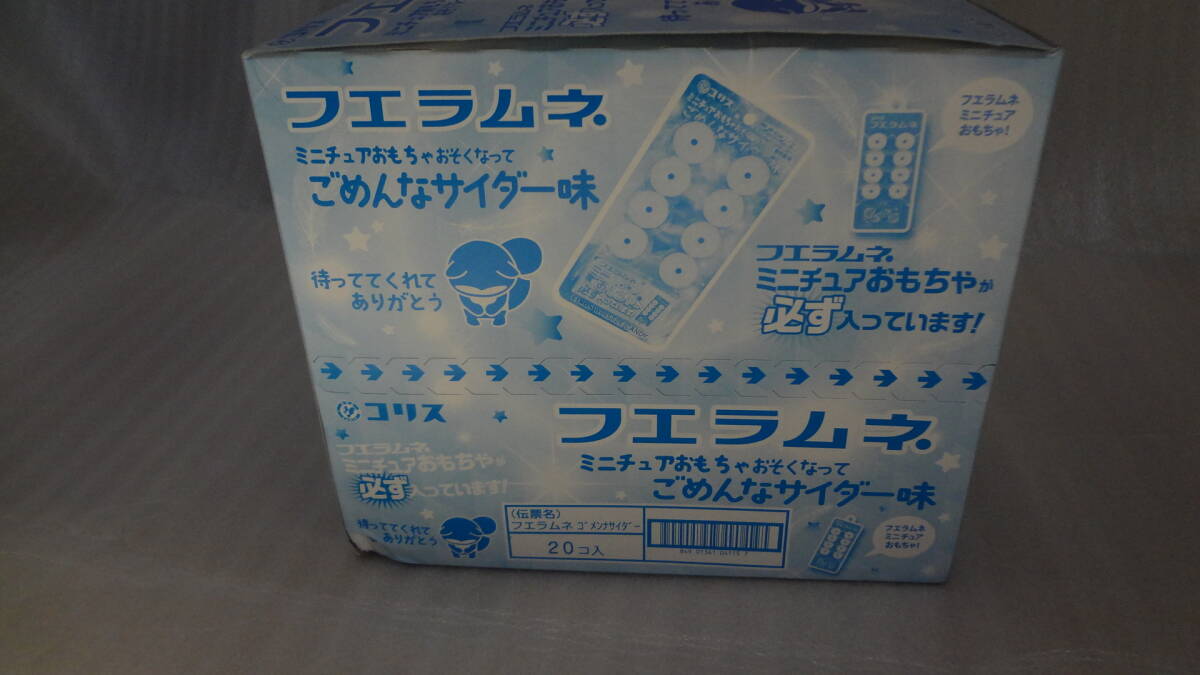 フエラムネ
ミニチュアおもちゃおそくなって
ごめんなサイダー味
待っててくれて
ありがとう
コリス
フエラムネ
フエラムネ
ミニチュア
おもちゃ!
フエラムネ
ミニチュアおもちゃが
必ず入っています!
コリス
フエラムネ
ミニチュアおもちゃが
必ず入っています!
待っててくれて
ありがとう
フエラムネ
ミニチュアおもちゃおそくなって
ごめんなサイダー味
(伝票名)
フエラムネ ゴメンナサイダー
20コ入
フエラムネ
ミニチュア
おもちゃ!